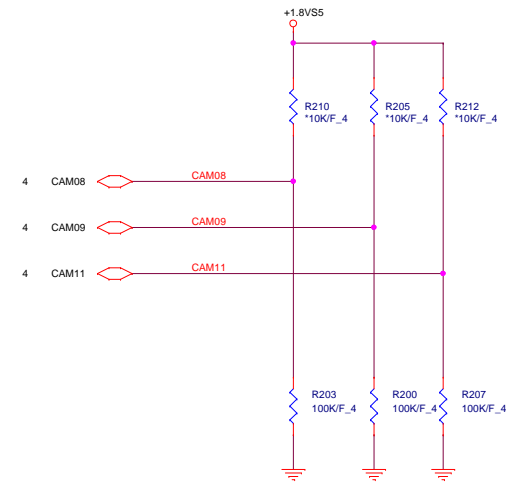 +1.8VS5
R210
*10K/F_4
R205
*10K/F_4
R212
*10K/F_4
4 CAM08 CAM08
4 CAM09 CAM09
4 CAM11 CAM11
R203
100K/F_4
R200
100K/F_4
R207
100K/F_4